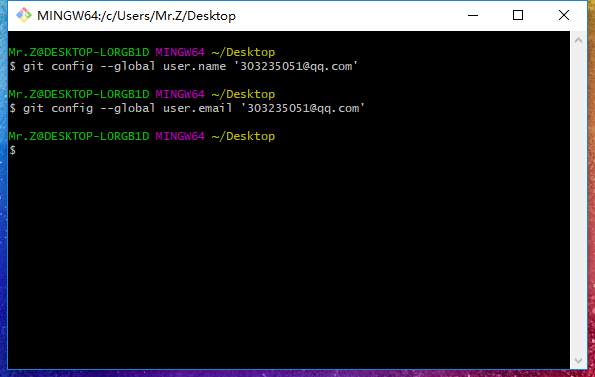 MINGW64:/c/Users/Mr.Z/Desktop
Mr.Z@DESKTOP-LORGB1D MINGW64 ~/Desktop
$ git config --global user.name '303235051@qq.com'
Mr.Z@DESKTOP-LORGB1D MINGW64 ~/Desktop
$ git config --global user.email '303235051@qq.com'
Mr.Z@DESKTOP-LORGB1D MINGW64 ~/Desktop
$